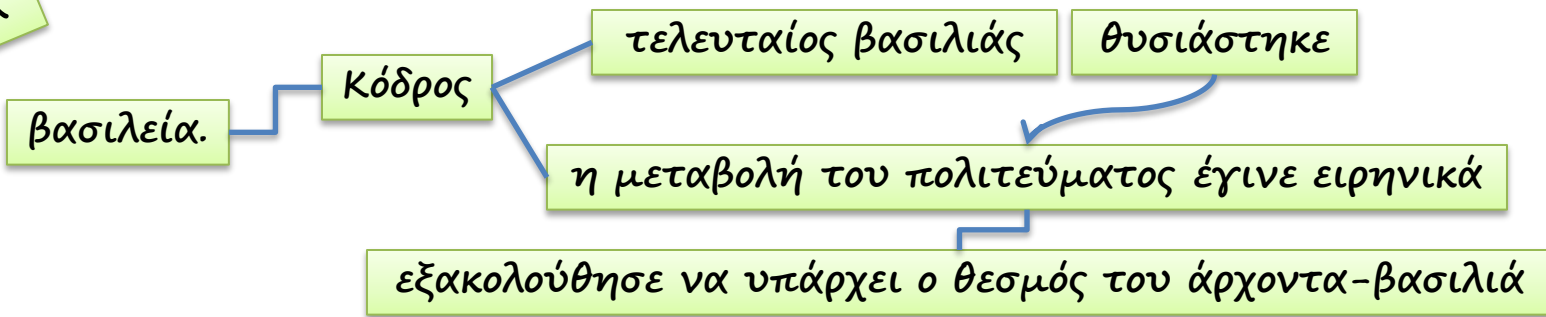 τελευταίος βασιλιάς
θυσιάστηκε
Κόδρος
βασιλεία.
η μεταβολή του πολιτεύματος έγινε ειρηνικά
εξακολούθησε να υπάρχει ο θεσμός του άρχοντα-βασιλιά